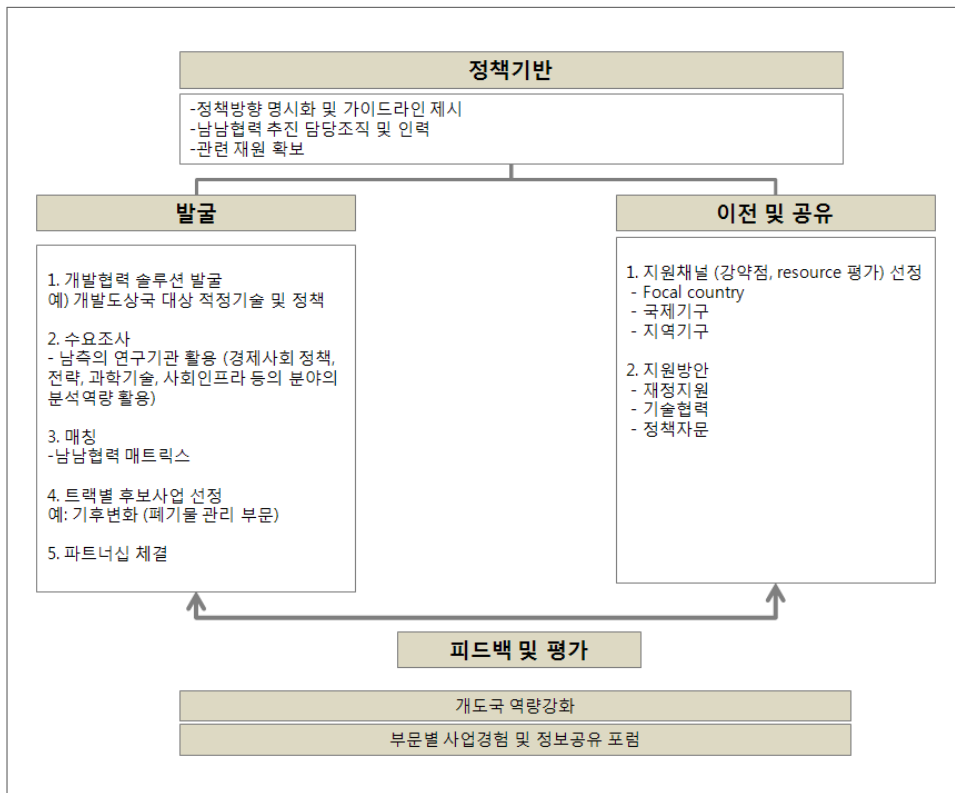 정책기반
-정책방향 명시화 및 가이드라인 제시
-남남협력 추진 담당조직 및 인력
-관련 재원 확보
발굴
1. 개발협력 솔루션 발굴
예) 개발도상국 대상 적정기술 및 정책
2. 수요조사
- 남측의 연구기관 활용 (경제사회 정책,
전략, 과학기술, 사회인프라 등의 분야의
분석역량 활용)
3. 매칭
-남남협력 매트릭스
4. 트랙별 후보사업 선정
예: 기후변화 (폐기물 관리 부문)
5. 파트너십 체결
이전 및 공유
1. 지원채널 (강약점, resource 평가) 선정
- Focal country
- 국제기구
- 지역기구
2. 지원방안
- 재정지원
- 기술협력
- 정책자문
피드백 및 평가
개도국 역량강화
부문별 사업경험 및 정보공유 포럼